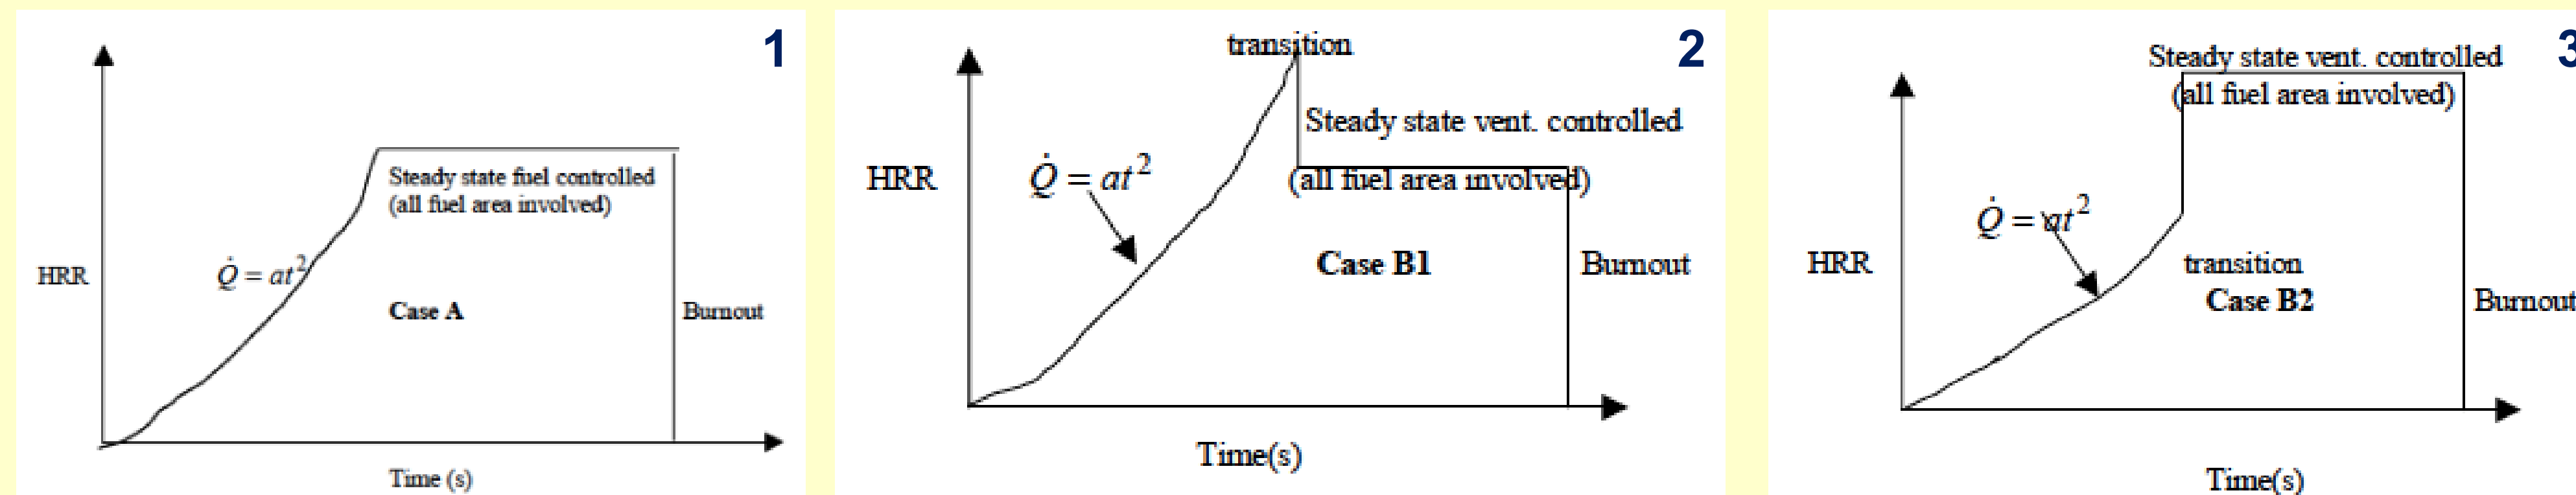 1
HRR
Q̇ = at²
Steady state fuel controlled
(all fuel area involved)
Case A
Burnout
Time (s)
2
transition
HRR
Q̇ = at²
Steady state vent. controlled
(all fuel area involved)
Case B1
Burnout
Time(s)
3
Steady state vent. controlled
(all fuel area involved)
HRR
Q̇ = at²
transition
Case B2
Burnout
Time(s)